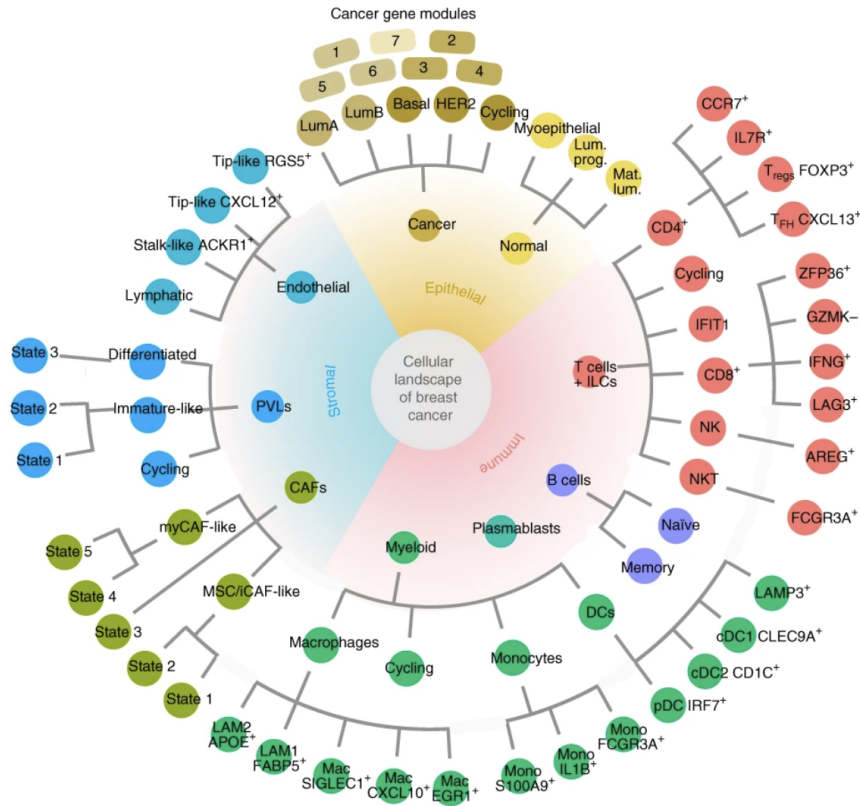 Cancer gene modules
1
7
2
5
6
3
4
LumA
LumB
Basal
HER2
Cycling
Myoepithelial
Lum.
prog.
Mat.
lum.
Cancer
Normal
Epithelial
Tip-like RGS5⁺
Tip-like CXCL12⁺
Stalk-like ACKR1⁺
Lymphatic
Endothelial
Stromal
State 3
Differentiated
State 2
Immature-like
PVLs
State 1
Cycling
CAFs
myCAF-like
State 5
State 4
MSC/iCAF-like
State 3
State 2
State 1
Cellular
landscape
of breast
cancer
CCR7⁺
IL7R⁺
Tregs FOXP3⁺
TFH CXCL13⁺
CD4⁺
Cycling
IFIT1
T cells
+ ILCs
CD8⁺
NK
NKT
ZFP36⁺
GZMK–
IFNG⁺
LAG3⁺
AREG⁺
FCGR3A⁺
Immune
B cells
Naïve
Memory
Plasmablasts
Myeloid
Macrophages
Cycling
Monocytes
DCs
LAMP3⁺
cDC1 CLEC9A⁺
cDC2 CD1C⁺
pDC IRF7⁺
LAM2
APOE⁺
LAM1
FABP5⁺
Mac
SIGLEC1⁺
Mac
CXCL10⁺
Mac
EGR1⁺
Mono
S100A9⁺
Mono
IL1B⁺
Mono
FCGR3A⁺